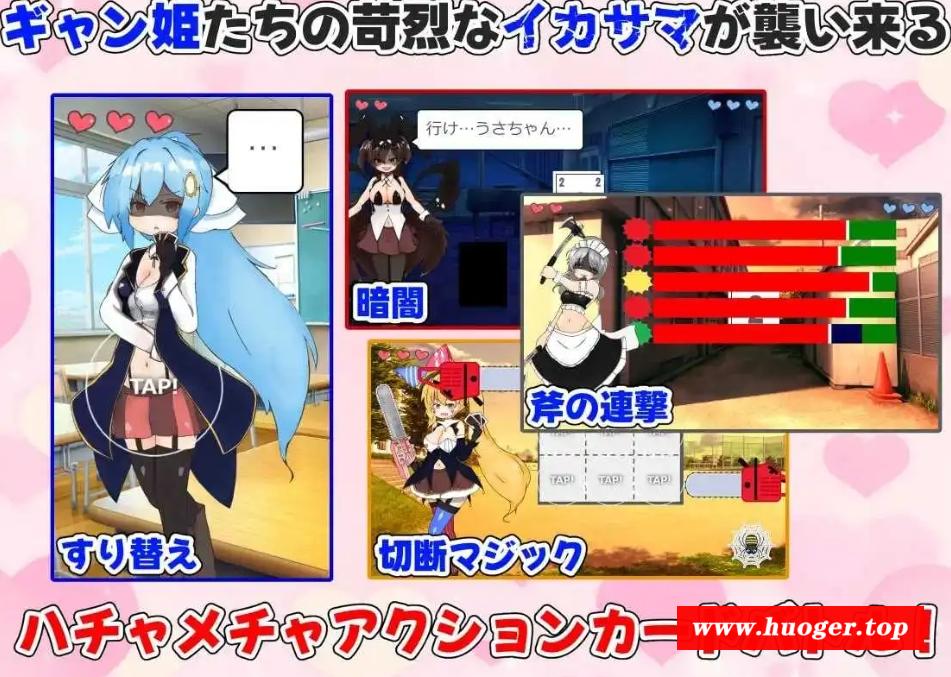 ギャン姫たちの苛烈なイカサマが襲い来る
...
TAP!
すり替え
行け…うさちゃん…
2 2
暗闇
斧の連撃
TAP! TAP! TAP!
切断マジック
ハチャメチャアクションカー
www.huoger.top